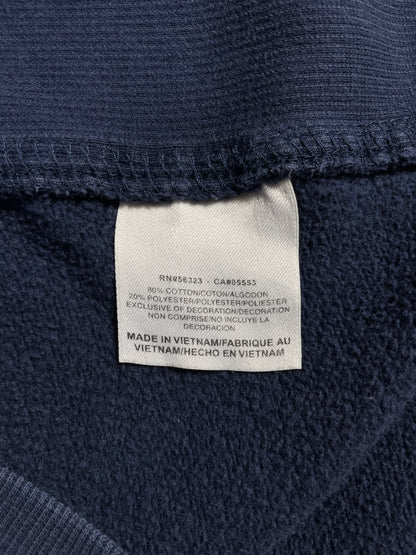 RN#56323 - CA#05553
80% COTTON/COTON/ALGODON
20% POLYESTER/POLYESTER/POLIESTER
EXCLUSIVE OF DECORATION/DECORATION
NON COMPRISE/NO INCLUYE LA
DECORACION
MADE IN VIETNAM/FABRIQUE AU
VIETNAM/HECHO EN VIETNAM